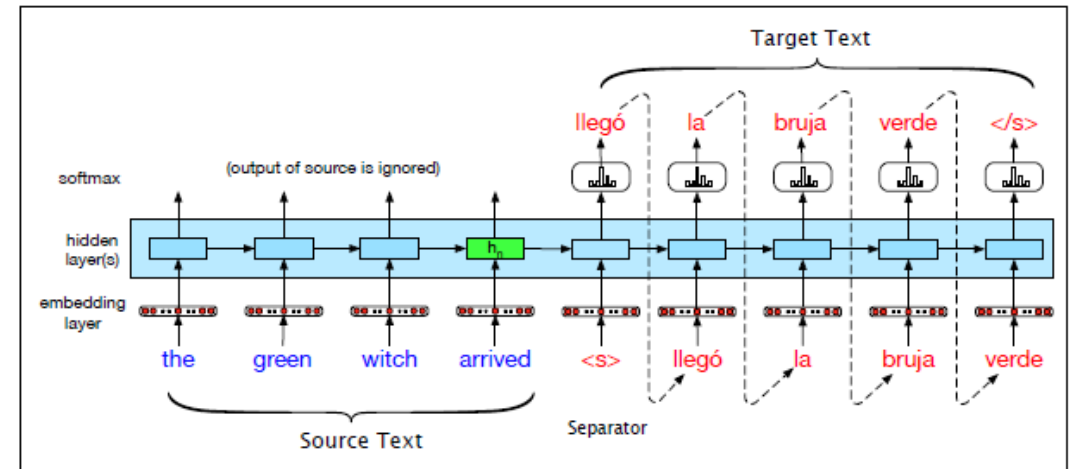 Target Text
llegó la bruja verde </s>
softmax (output of source is ignored)
hidden layer(s) hₙ
embedding layer
the green witch arrived <s> llegó la bruja verde
Separator
Source Text